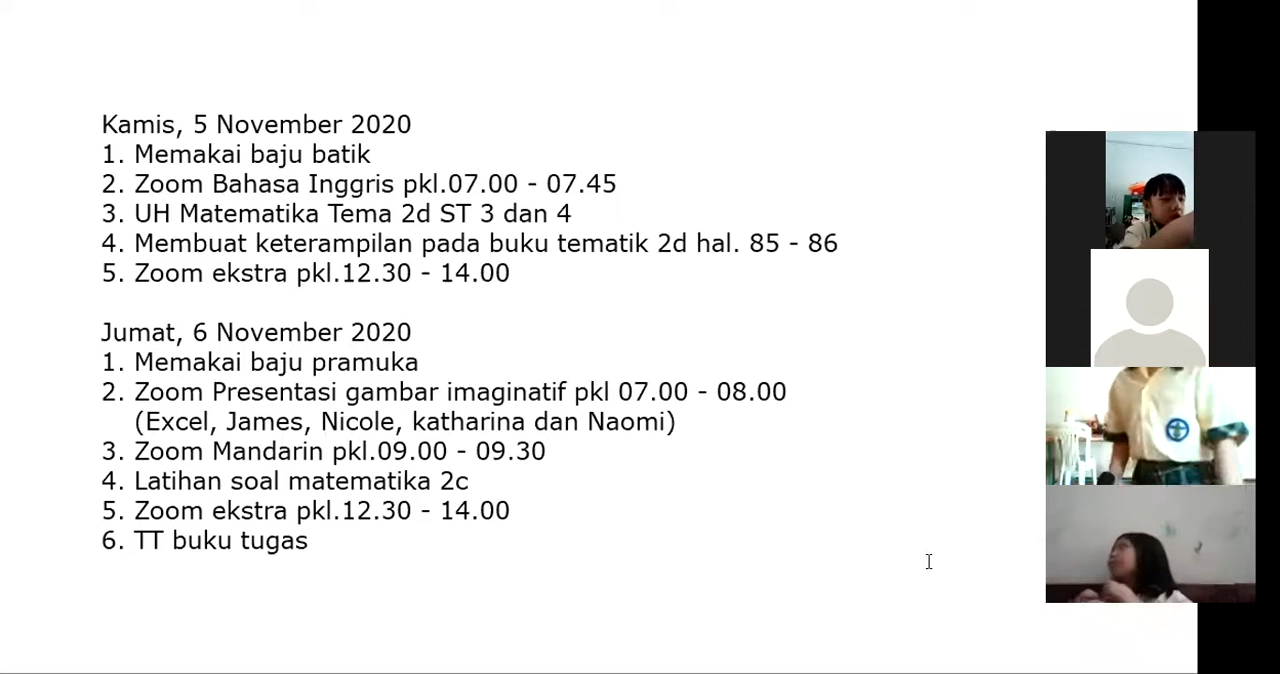 Kamis, 5 November 2020
1. Memakai baju batik
2. Zoom Bahasa Inggris pkl.07.00 - 07.45
3. UH Matematika Tema 2d ST 3 dan 4
4. Membuat keterampilan pada buku tematik 2d hal. 85 - 86
5. Zoom ekstra pkl.12.30 - 14.00
Jumat, 6 November 2020
1. Memakai baju pramuka
2. Zoom Presentasi gambar imaginatif pkl 07.00 - 08.00
(Excel, James, Nicole, katharina dan Naomi)
3. Zoom Mandarin pkl.09.00 - 09.30
4. Latihan soal matematika 2c
5. Zoom ekstra pkl.12.30 - 14.00
6. TT buku tugas